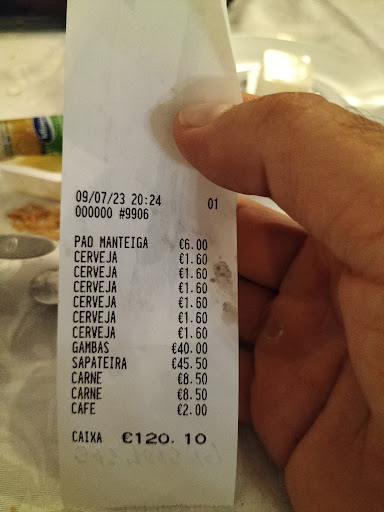 09/07/23 20:24 01
000000 #9906
PAO MANTEIGA €6.00
CERVEJA €1.60
CERVEJA €1.60
CERVEJA €1.60
CERVEJA €1.60
CERVEJA €1.60
CERVEJA €1.60
GAMBAS €40.00
SAPATEIRA €45.50
CARNE €8.50
CARNE €8.50
CAFE €2.00
CAIXA €120.10